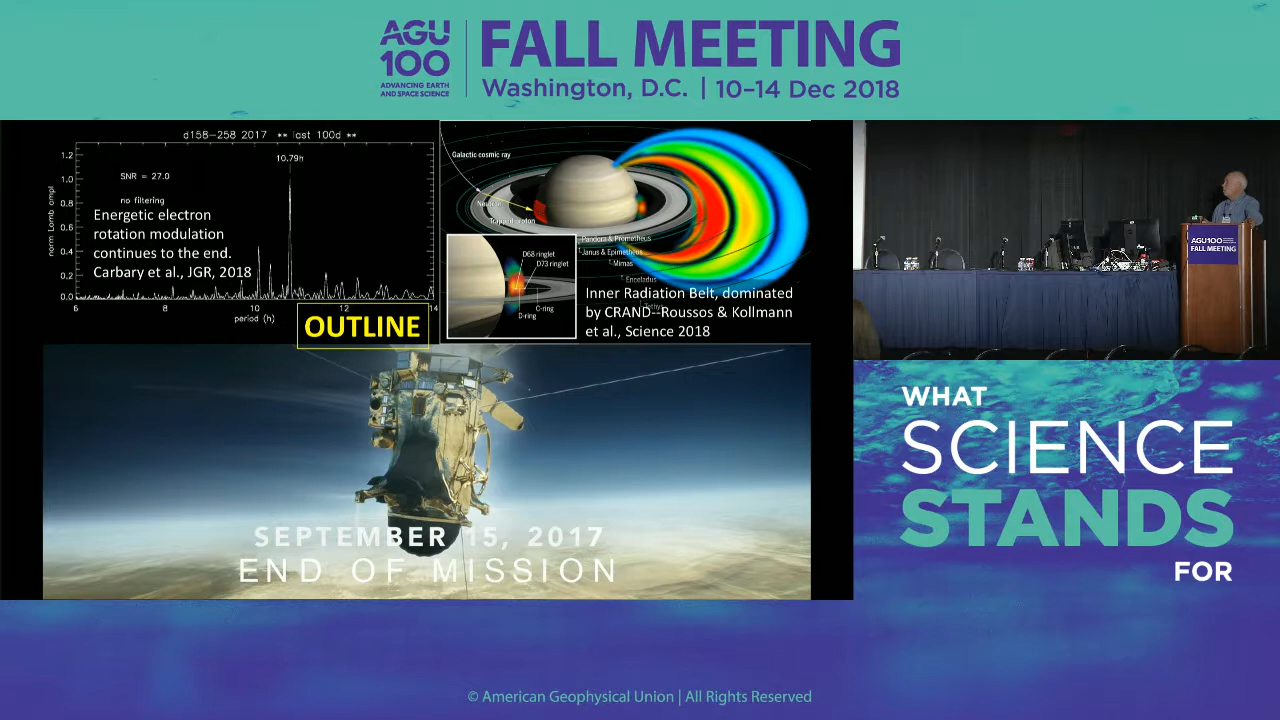 AGU
100
ADVANCING EARTH
AND SPACE SCIENCE
FALL MEETING
Washington, D.C. | 10–14 Dec 2018
d158–258 2017 ** last 100d **
10.79h
SNR = 27.0
no filtering
Energetic electron
rotation modulation
continues to the end.
Carbary et al., JGR, 2018
norm Lomb ampl
1.2
1.0
0.8
0.6
0.4
0.2
0.0
6
8
10
12
14
period (h)
OUTLINE
Galactic cosmic ray
Neutron
Trapped proton
Pandora & Prometheus
Janus & Epimetheus
Mimas
Enceladus
D68 ringlet
D73 ringlet
C-ring
D-ring
Inner Radiation Belt, dominated
by CRAND--Roussos & Kollmann
et al., Science 2018
SEPTEMBER 15, 2017
END OF MISSION
AGU100
FALL MEETING
WHAT
SCIENCE
STANDS
FOR
© American Geophysical Union | All Rights Reserved